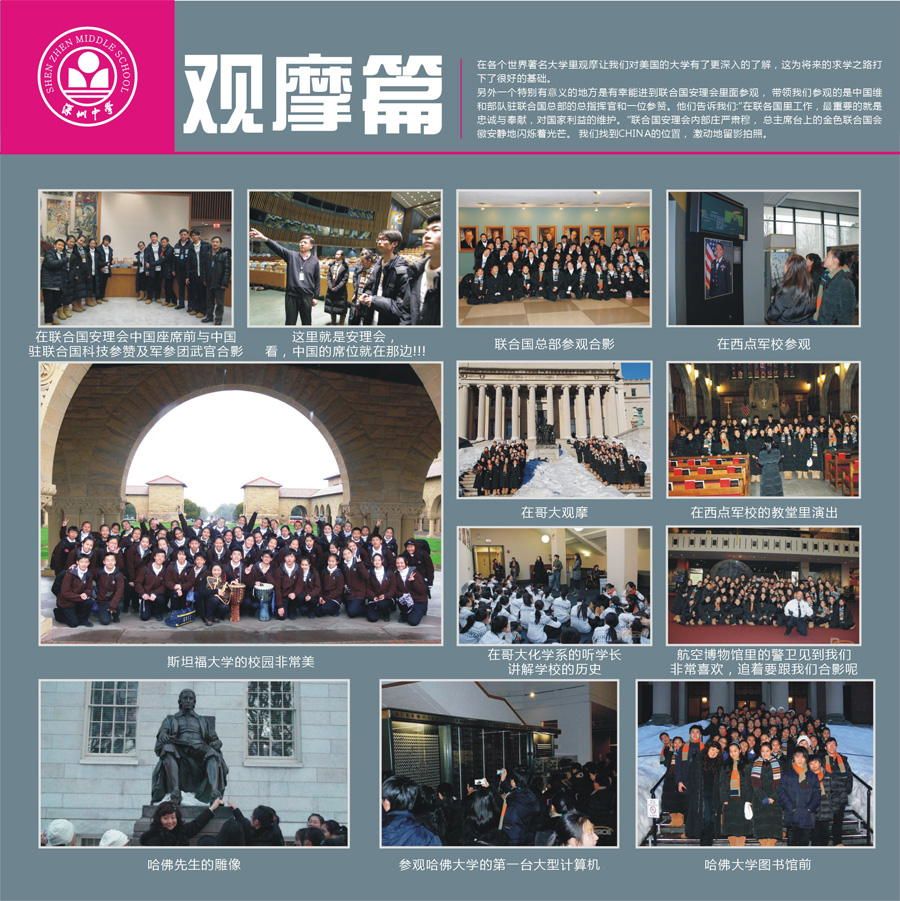 SHEN ZHEN MIDDLE SCHOOL
深圳中学
观摩篇
在各个世界著名大学里观摩让我们对美国的大学有了更深入的了解，这为将来的求学之路打
下了很好的基础。
另外一个特别有意义的地方是有幸能进到联合国安理会里面参观， 带领我们参观的是中国维
和部队驻联合国总部的总指挥官和一位参赞。他们告诉我们:“在联各国里工作，最重要的就是
忠诚与奉献，对国家利益的维护。”联合国安理会内部庄严肃穆， 总主席台上的金色联合国会
徽安静地闪烁着光芒。 我们找到CHINA的位置， 激动地留影拍照。
在联合国安理会中国座席前与中国
驻联合国科技参赞及军参团武官合影
这里就是安理会，
看，中国的席位就在那边!!!
联合国总部参观合影
在西点军校参观
在哥大观摩
在西点军校的教堂里演出
斯坦福大学的校园非常美
在哥大化学系的听学长
讲解学校的历史
航空博物馆里的警卫见到我们
非常喜欢，追着要跟我们合影呢
哈佛先生的雕像
参观哈佛大学的第一台大型计算机
哈佛大学图书馆前